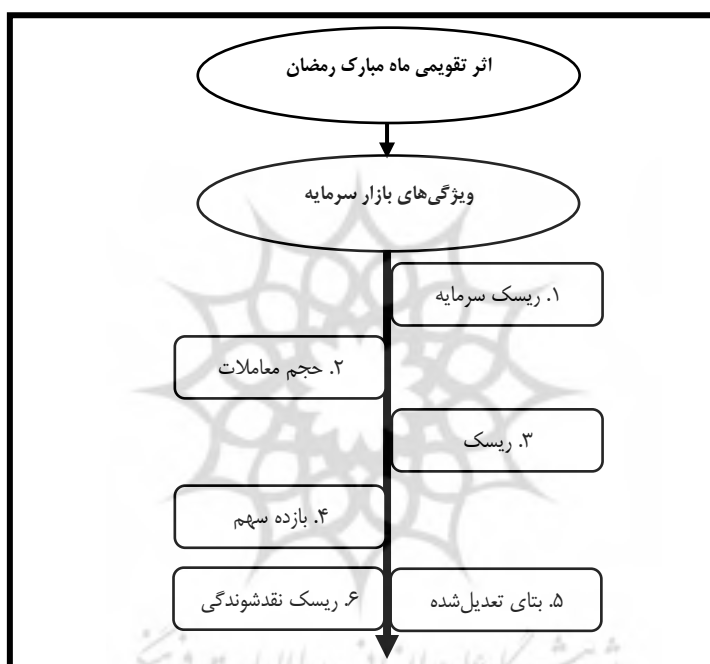 اثر تقویمی ماه مبارک رمضان
ویژگی‌های بازار سرمایه
۱. ریسک سرمایه
۲. حجم معاملات
۳. ریسک
۴. بازده سهم
۵. بتای تعدیل‌شده
۶. ریسک نقدشوندگی